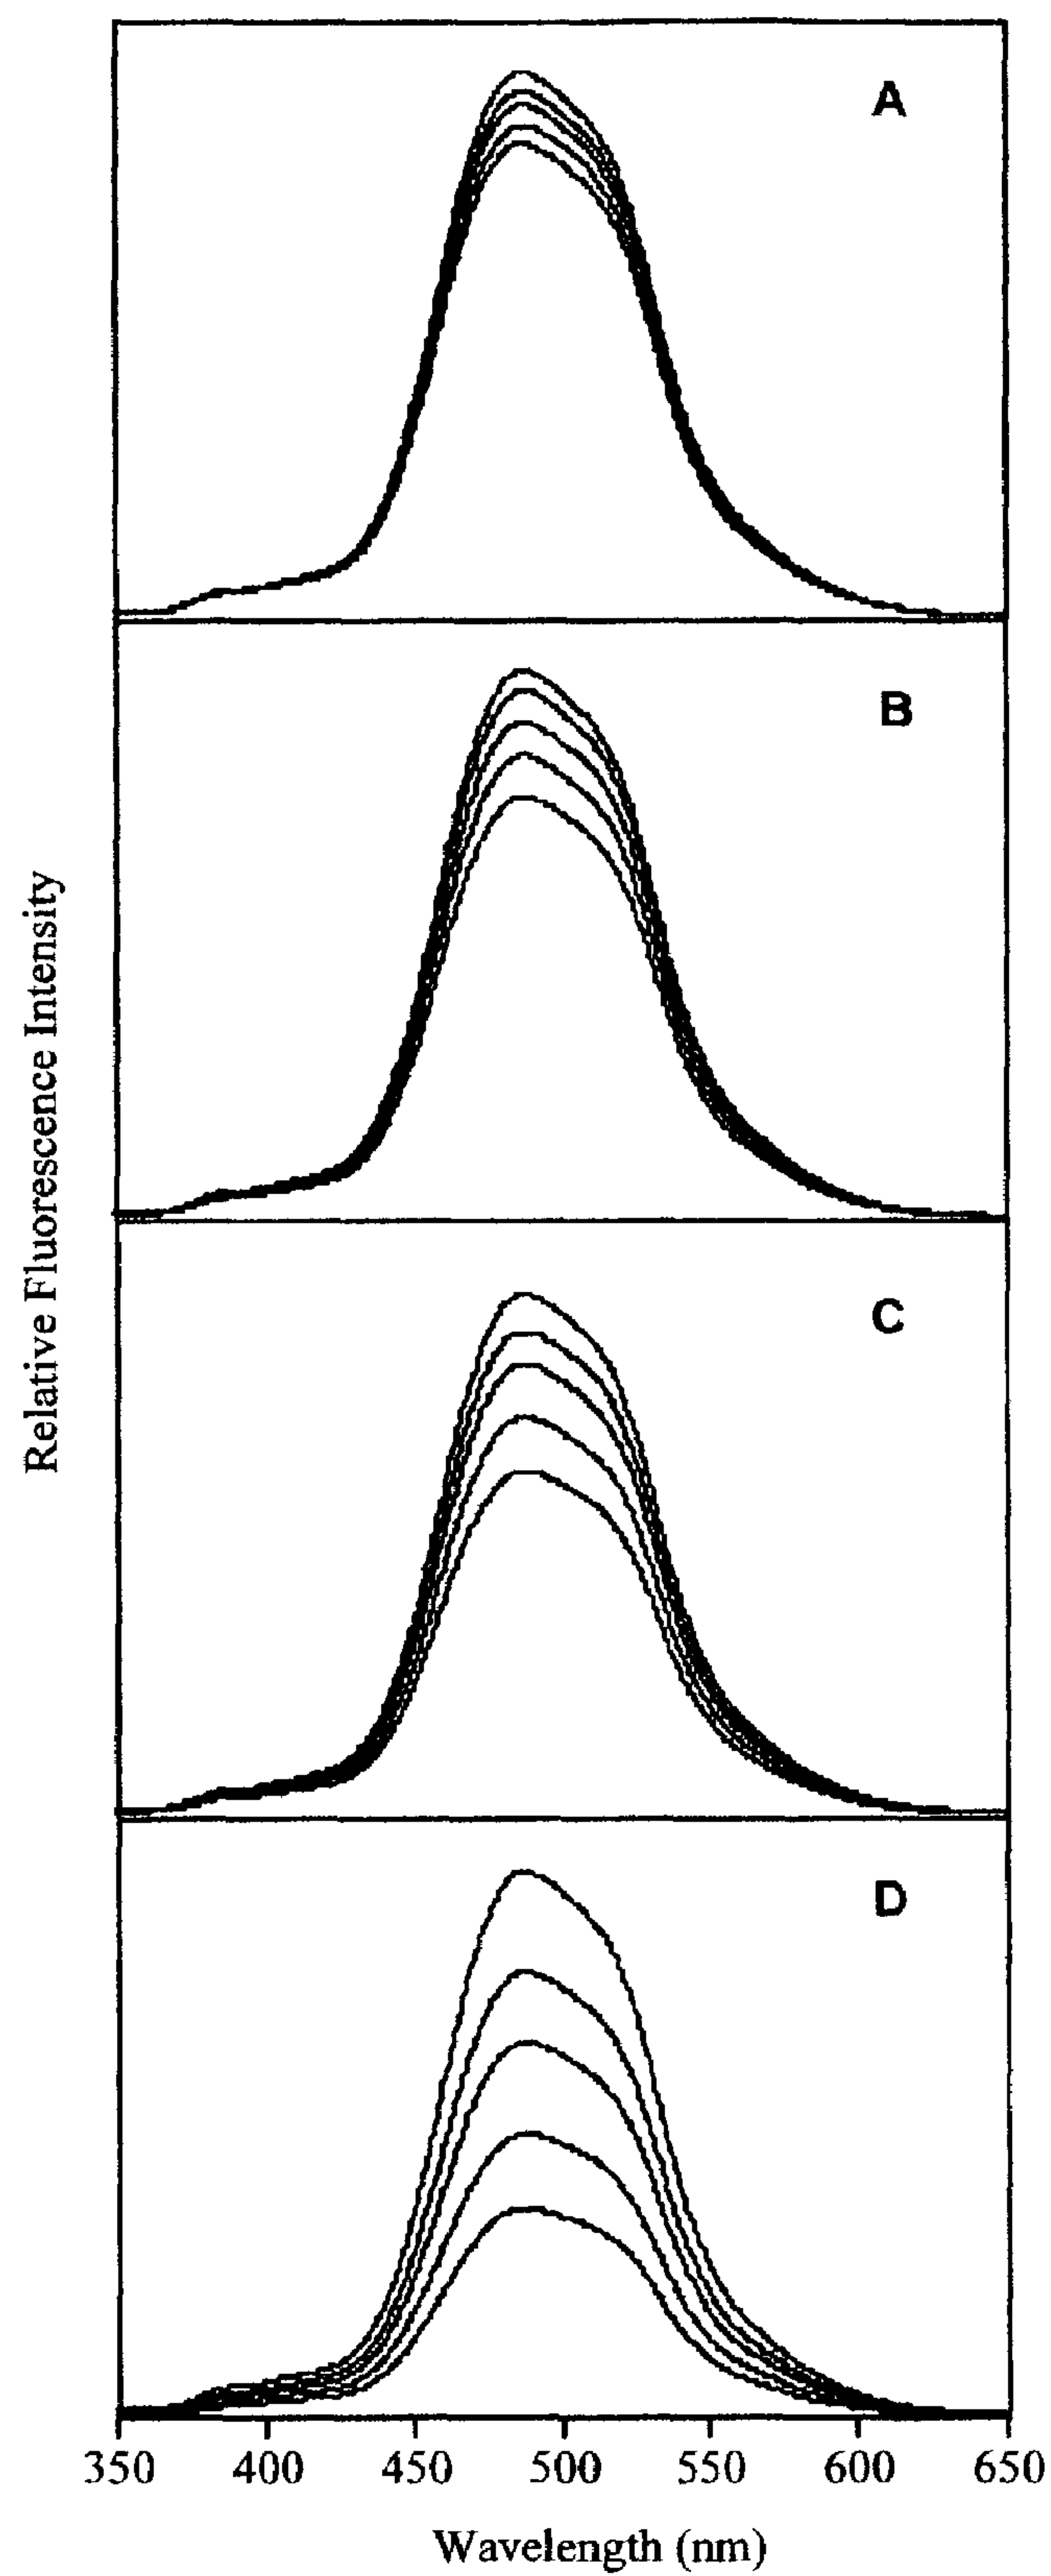 A
B
C
D
Relative Fluorescence Intensity
350 400 450 500 550 600 650
Wavelength (nm)